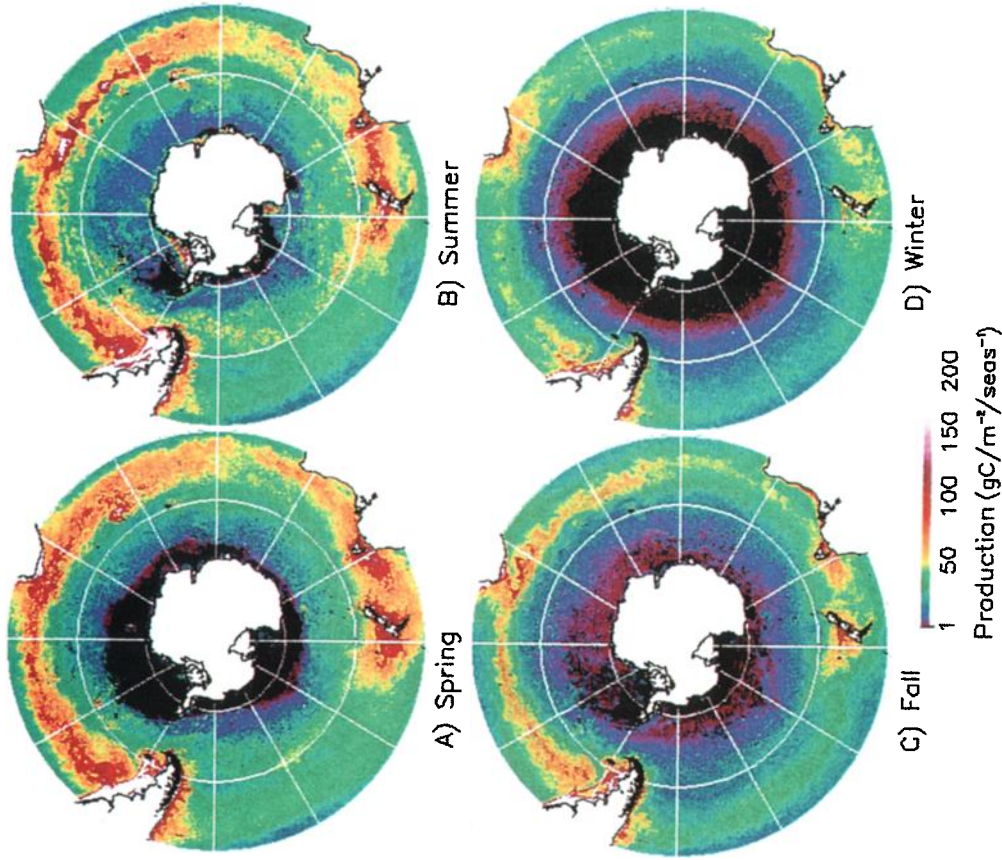 A) Spring
B) Summer
C) Fall
D) Winter
1 50 100 150 200
Production (gC/m⁻²/seas⁻¹)